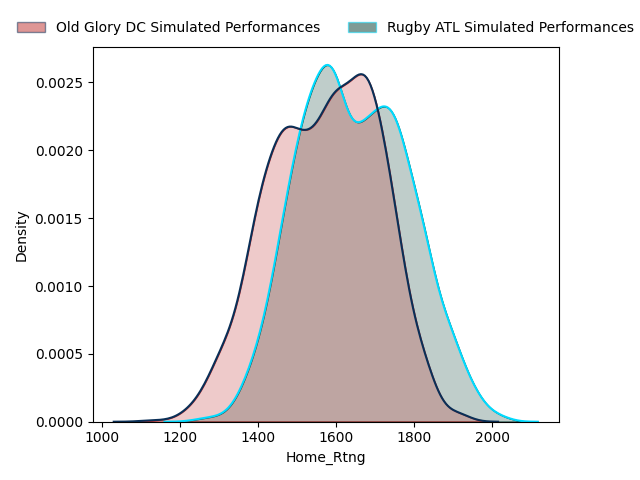 Old Glory DC Simulated Performances
Rugby ATL Simulated Performances
0.0025
0.0020
0.0015
0.0010
0.0005
0.0000
Density
1000 1200 1400 1600 1800 2000
Home_Rtng